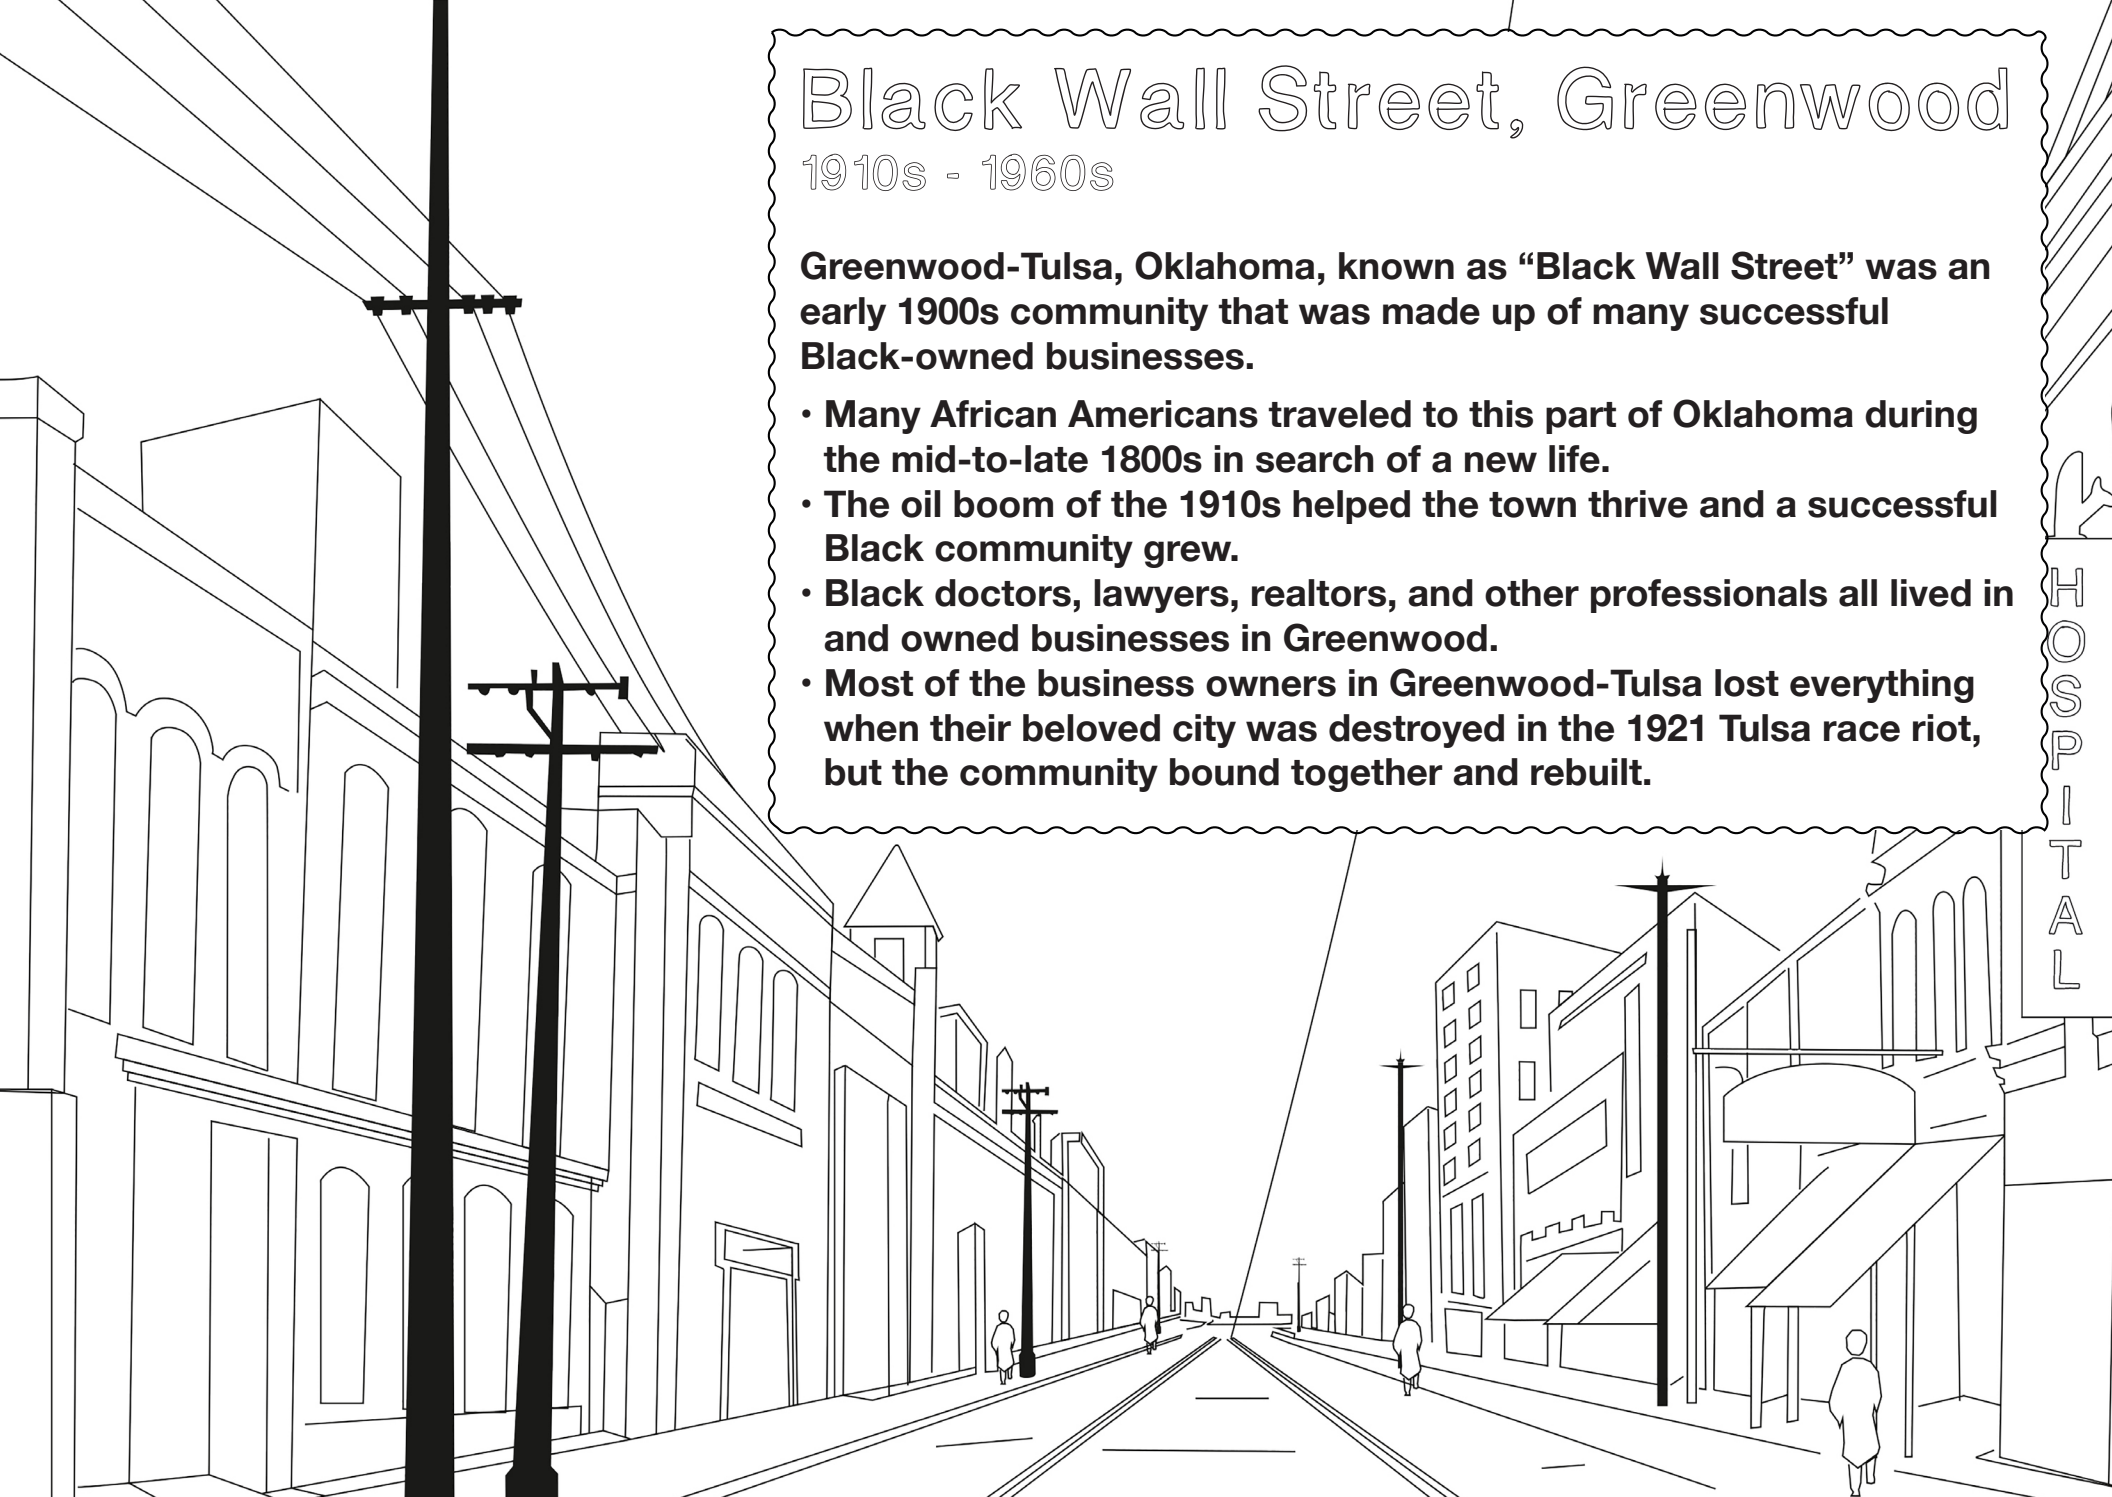 Black Wall Street, Greenwood
1910s - 1960s
Greenwood-Tulsa, Oklahoma, known as “Black Wall Street” was an
early 1900s community that was made up of many successful
Black-owned businesses.
• Many African Americans traveled to this part of Oklahoma during
the mid-to-late 1800s in search of a new life.
• The oil boom of the 1910s helped the town thrive and a successful
Black community grew.
• Black doctors, lawyers, realtors, and other professionals all lived in
and owned businesses in Greenwood.
• Most of the business owners in Greenwood-Tulsa lost everything
when their beloved city was destroyed in the 1921 Tulsa race riot,
but the community bound together and rebuilt.
HOSPITAL